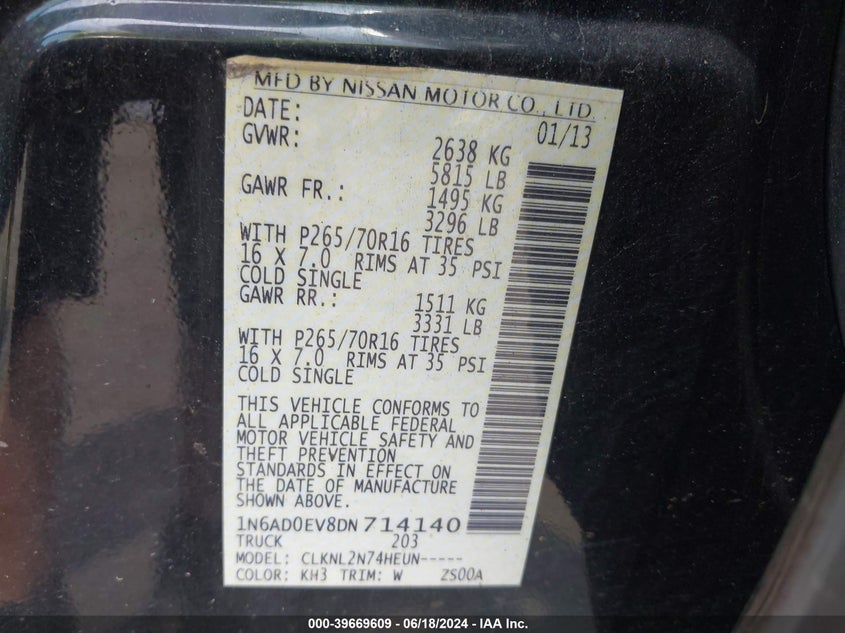 MFD BY NISSAN MOTOR CO., LTD.
DATE: 01/13
GVWR: 2638 KG
5815 LB
GAWR FR.: 1495 KG
3296 LB
WITH P265/70R16 TIRES
16 X 7.0 RIMS AT 35 PSI
COLD SINGLE
GAWR RR.: 1511 KG
3331 LB
WITH P265/70R16 TIRES
16 X 7.0 RIMS AT 35 PSI
COLD SINGLE
THIS VEHICLE CONFORMS TO
ALL APPLICABLE FEDERAL
MOTOR VEHICLE SAFETY AND
THEFT PREVENTION
STANDARDS IN EFFECT ON
THE DATE OF MANUFACTURE
SHOWN ABOVE.
1N6AD0EV8DN714140
TRUCK 203
MODEL: CLKNL2N74HEUN-----
COLOR: KH3 TRIM: W ZS00A
000-39669609 - 06/18/2024 - IAA Inc.